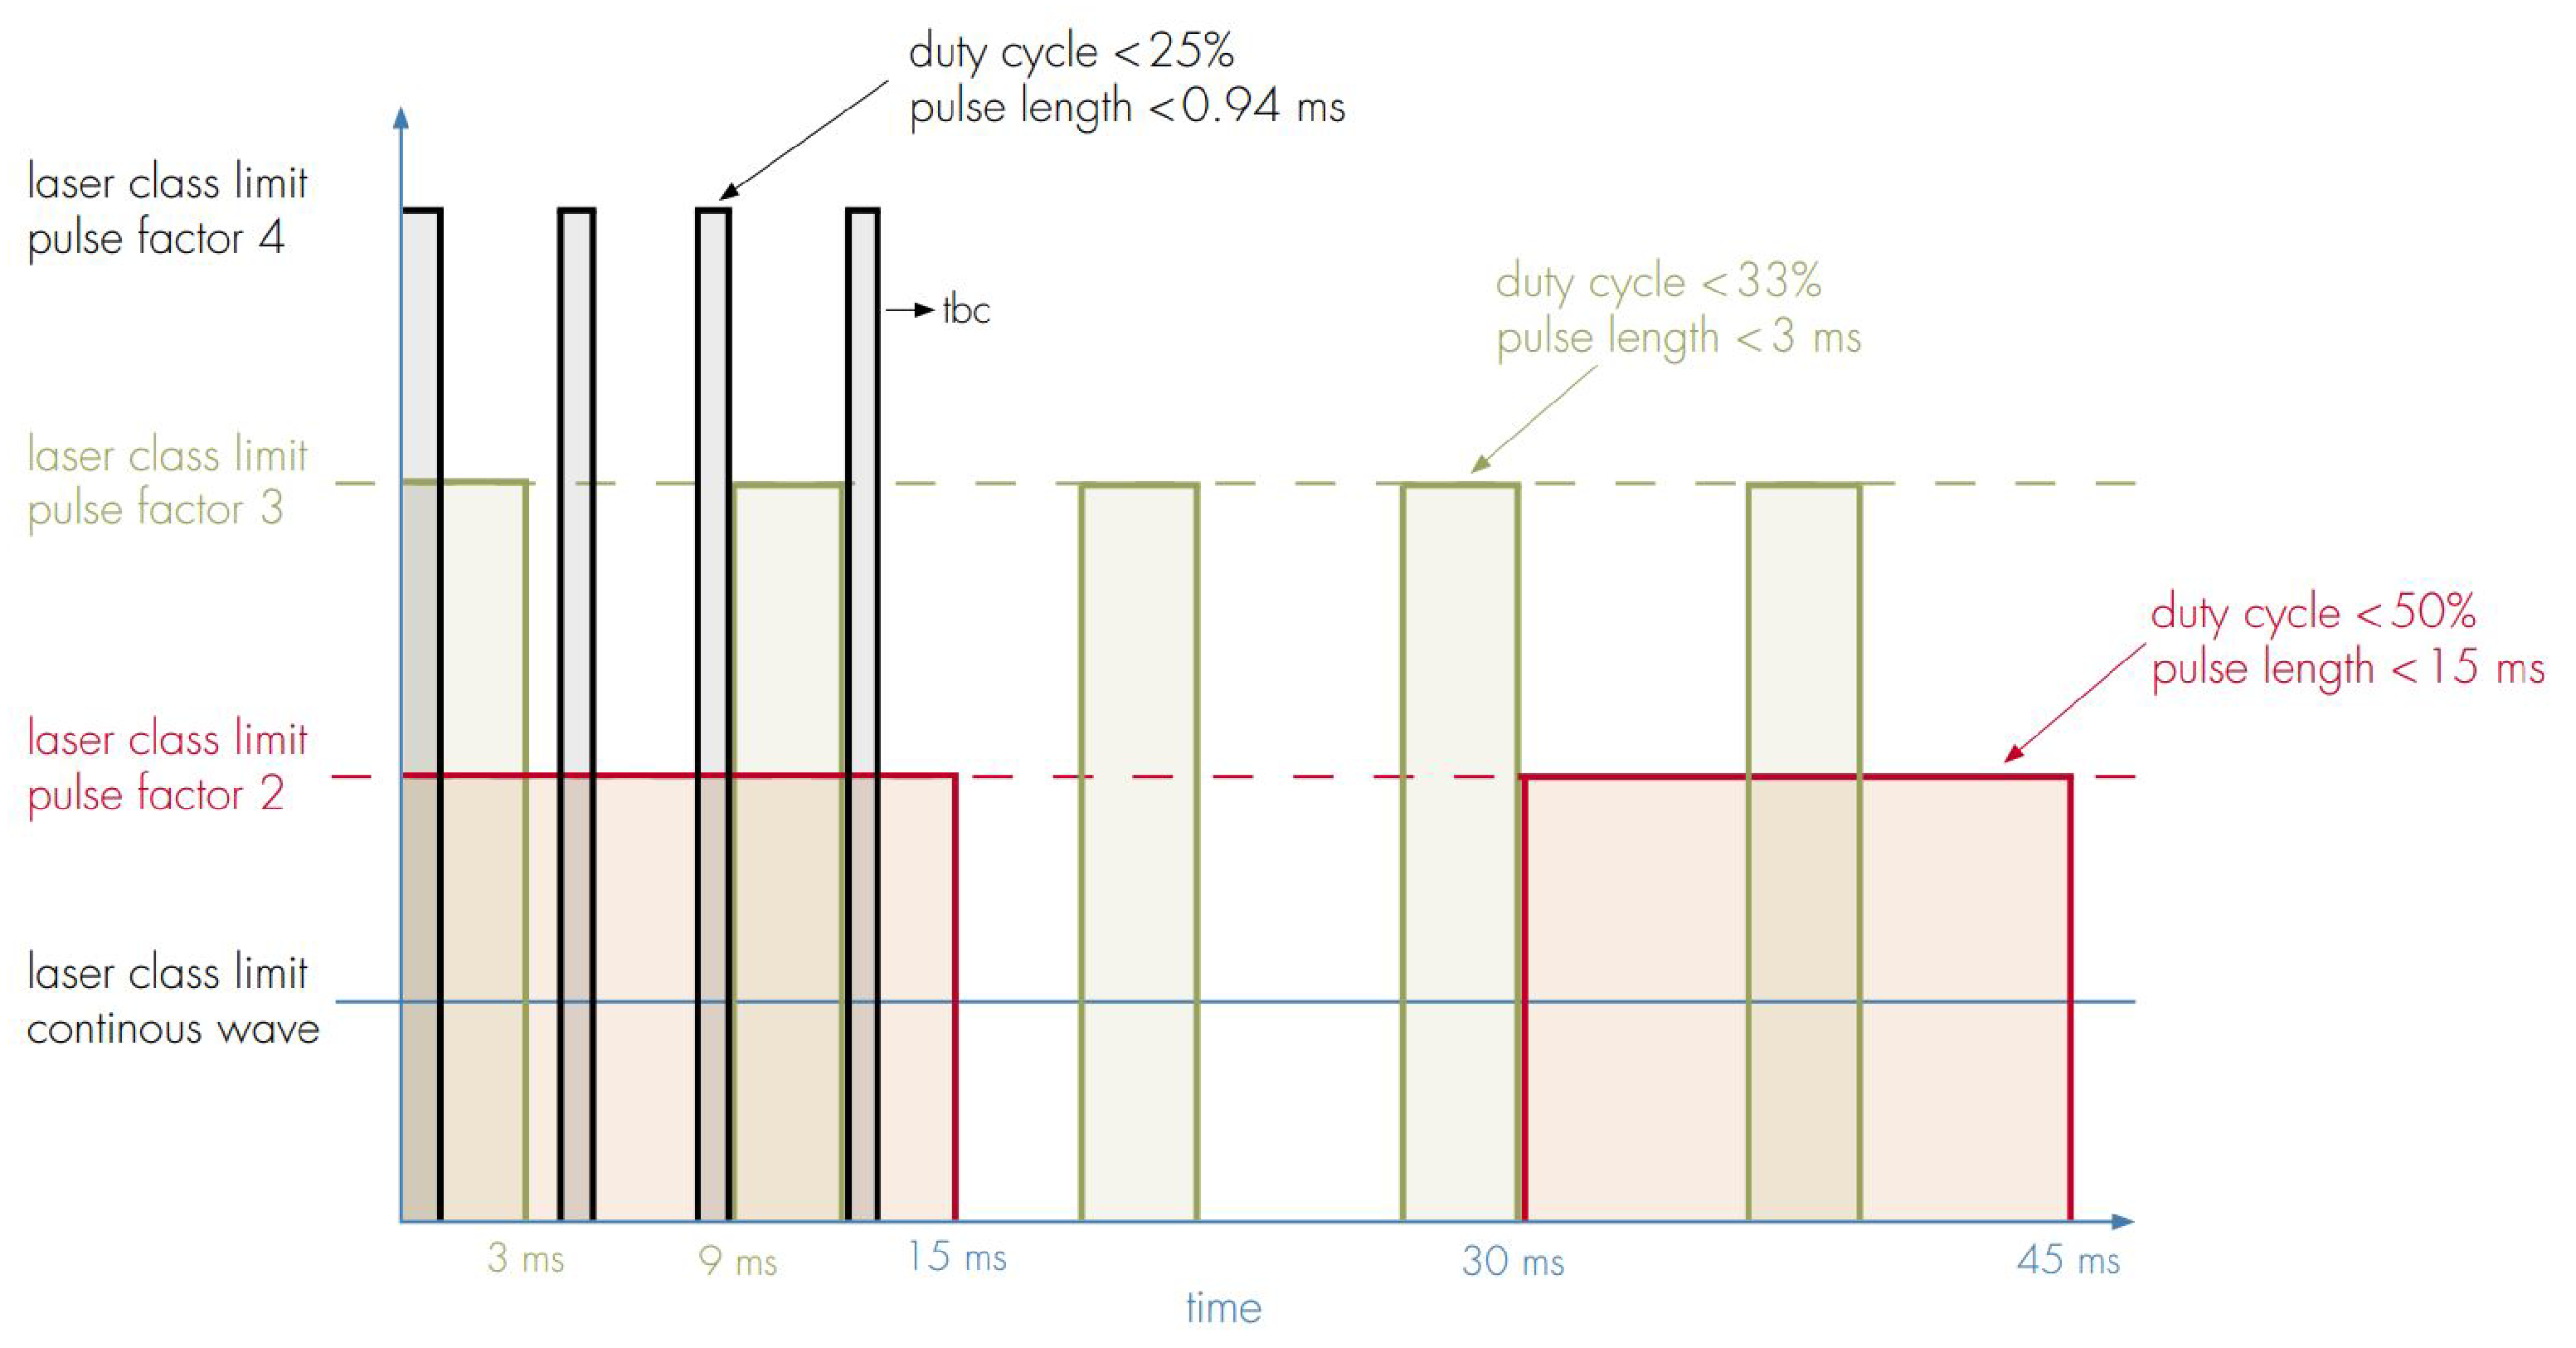 duty cycle <25%
pulse length <0.94 ms
laser class limit
pulse factor 4
tbc
duty cycle <33%
pulse length <3 ms
laser class limit
pulse factor 3
duty cycle <50%
pulse length <15 ms
laser class limit
pulse factor 2
laser class limit
continous wave
3 ms
9 ms
15 ms
30 ms
45 ms
time